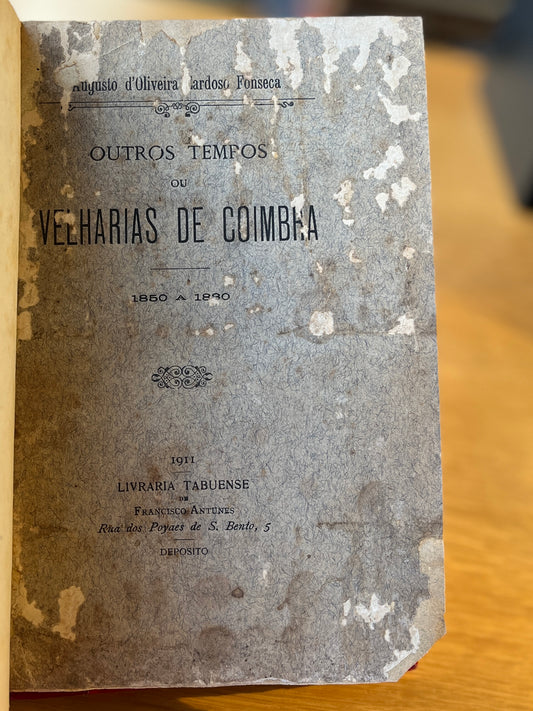 Augusto d'Oliveira Cardoso Fonseca
OUTROS TEMPOS
OU
VELHARIAS DE COIMBRA
1850 A 1880
1911
LIVRARIA TABUENSE
DE
FRANCISCO ANTUNES
Rua dos Poyaes de S. Bento, 5
DEPOSITO